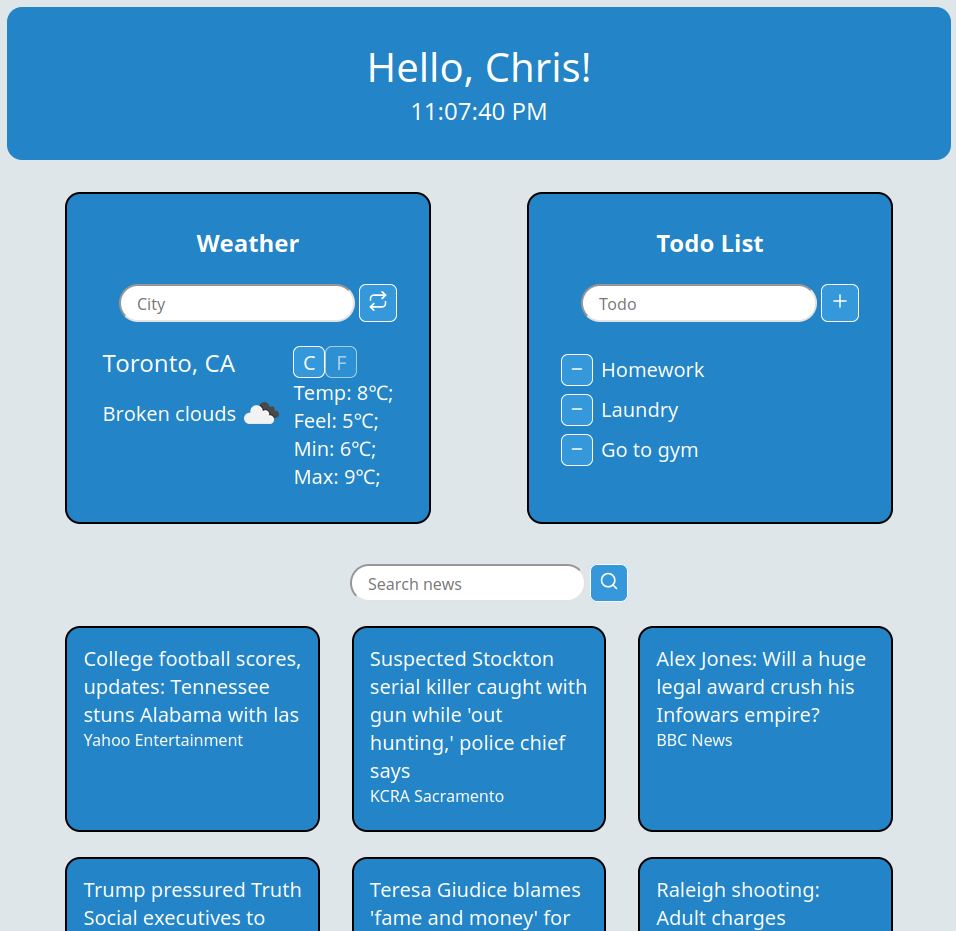 Hello, Chris!
11:07:40 PM
Weather
City
Toronto, CA
C F
Broken clouds
Temp: 8°C;
Feel: 5°C;
Min: 6°C;
Max: 9°C;
Todo List
Todo
+
− Homework
− Laundry
− Go to gym
Search news
College football scores,
updates: Tennessee
stuns Alabama with las
Yahoo Entertainment
Suspected Stockton
serial killer caught with
gun while 'out
hunting,' police chief
says
KCRA Sacramento
Alex Jones: Will a huge
legal award crush his
Infowars empire?
BBC News
Trump pressured Truth
Social executives to
Teresa Giudice blames
'fame and money' for
Raleigh shooting:
Adult charges